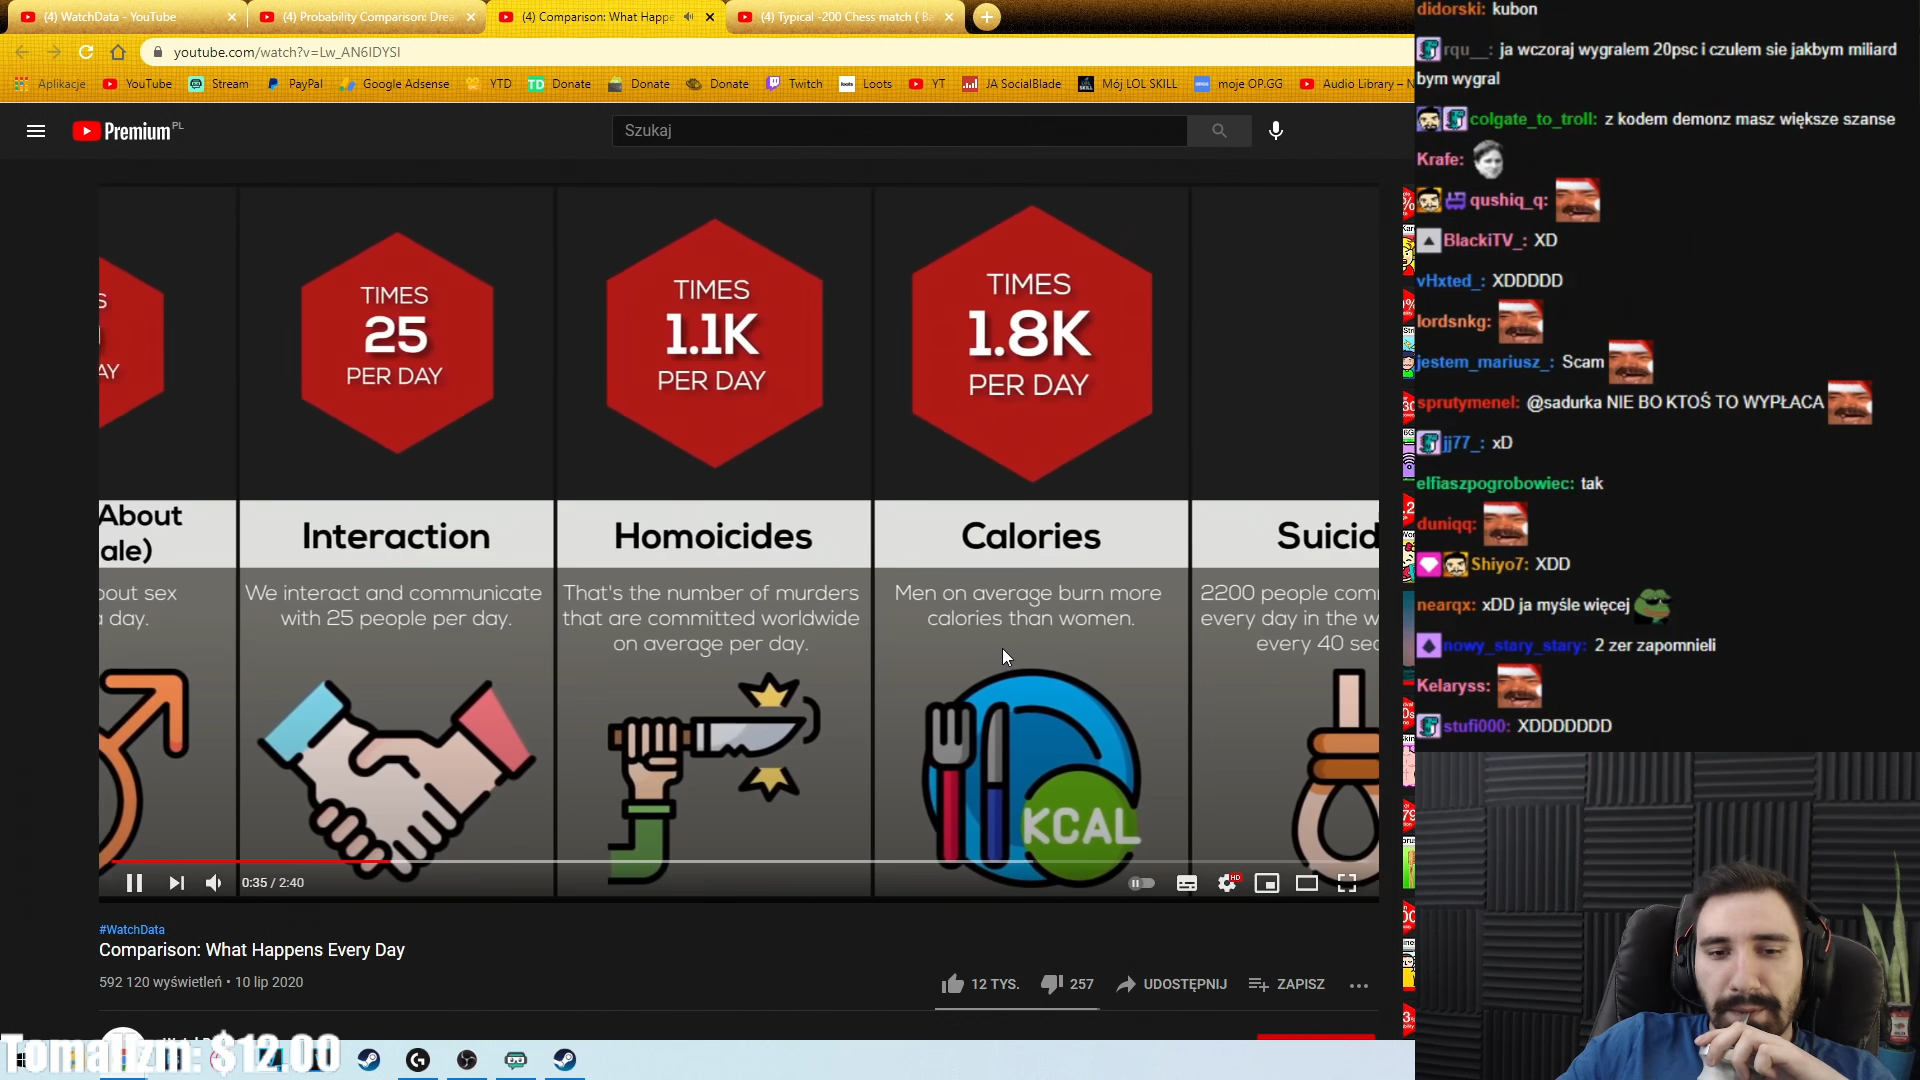 (4) WatchData - YouTube
(4) Probability Comparison: Drea
(4) Comparison: What Happe
(4) Typical -200 Chess match ( Ba
youtube.com/watch?v=Lw_AN6IDYSI
Aplikacje
YouTube
Stream
PayPal
Google Adsense
YTD
TD Donate
Donate
Donate
Twitch
loots Loots
YT
JA SocialBlade
Mój LOL SKILL
moje OP.GG
Audio Library – N
Premium PL
Szukaj
AY
TIMES
25
PER DAY
TIMES
1.1K
PER DAY
TIMES
1.8K
PER DAY
About
ale)
Interaction
Homoicides
Calories
Suicid
bout sex
a day.
We interact and communicate
with 25 people per day.
That's the number of murders
that are committed worldwide
on average per day.
Men on average burn more
calories than women.
2200 people com
every day in the w
every 40 sec
KCAL
0:35 / 2:40
HD
#WatchData
Comparison: What Happens Every Day
592 120 wyświetleń • 10 lip 2020
12 TYS.
257
UDOSTĘPNIJ
ZAPISZ
Tomallzm: $12.00
didorski: kubon
rqu__: ja wczoraj wygralem 20psc i czulem sie jakbym miliard
bym wygral
colgate_to_troll: z kodem demonz masz większe szanse
Krafe:
qushiq_q:
BlackiTV_: XD
vHxted_: XDDDDD
lordsnkg:
jestem_mariusz_: Scam
sprutymenel: @sadurka NIE BO KTOŚ TO WYPŁACA
jj77_: xD
elfiaszpogrobowiec: tak
duniqq:
Shiyo7: XDD
nearqx: xDD ja myśle więcej
nowy_stary_stary: 2 zer zapomnieli
Kelaryss:
stufi000: XDDDDDDD